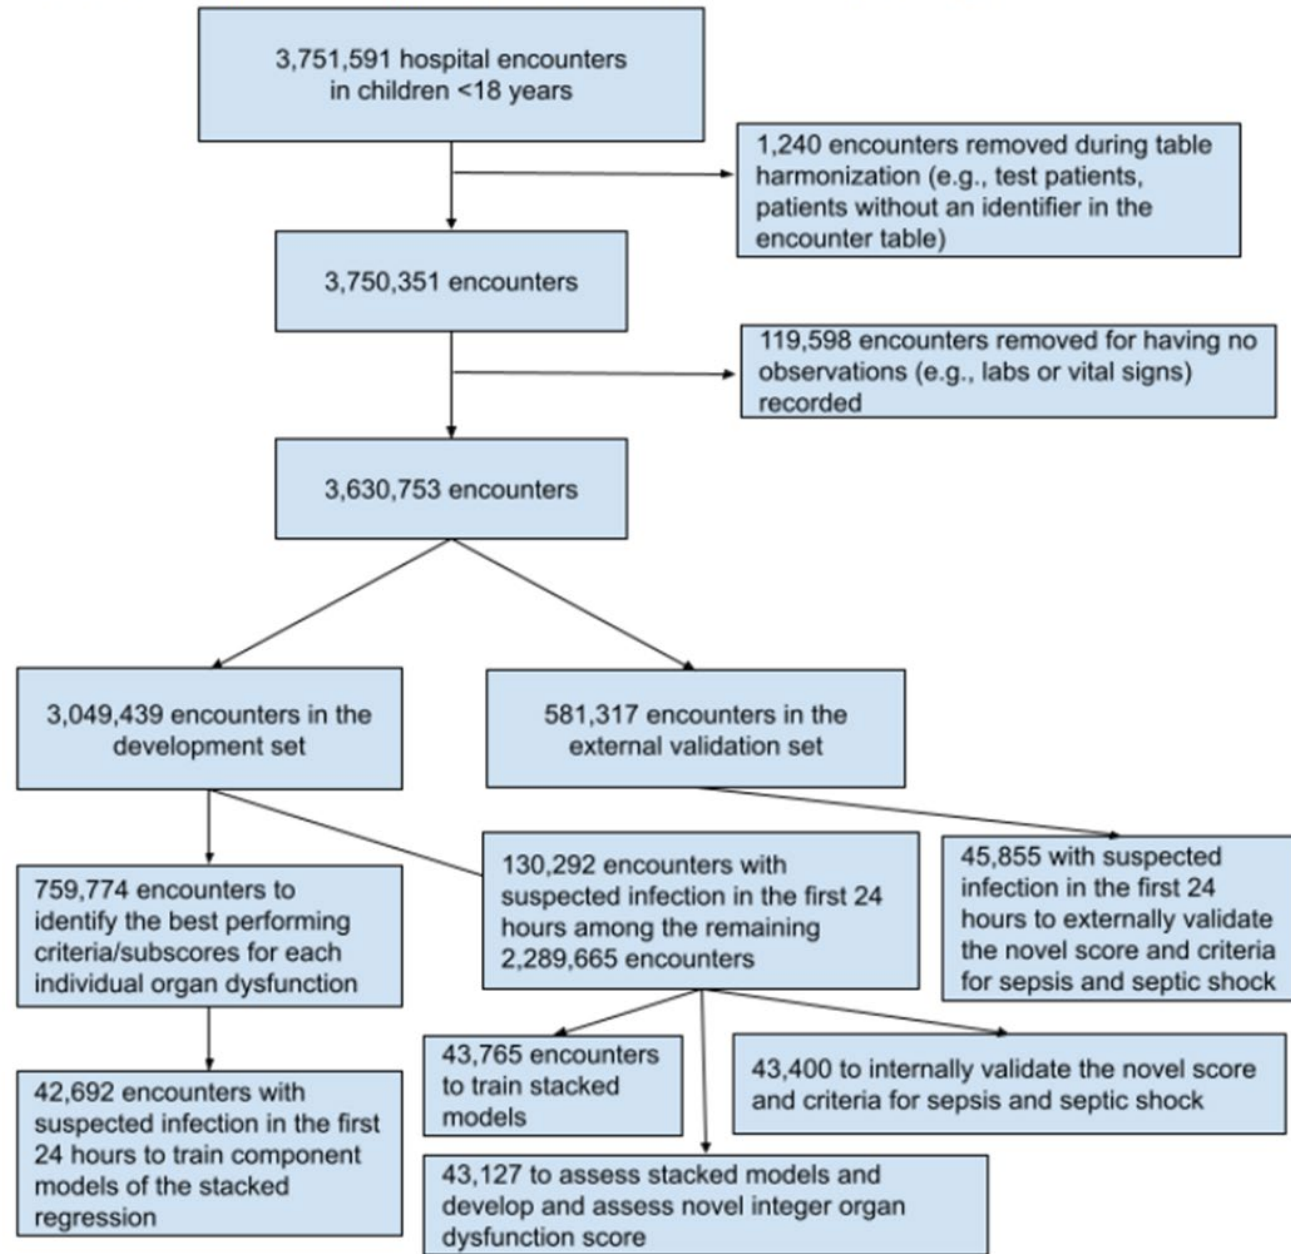 3,751,591 hospital encounters
in children <18 years
1,240 encounters removed during table
harmonization (e.g., test patients,
patients without an identifier in the
encounter table)
3,750,351 encounters
119,598 encounters removed for having no
observations (e.g., labs or vital signs)
recorded
3,630,753 encounters
3,049,439 encounters in the
development set
581,317 encounters in the
external validation set
759,774 encounters to
identify the best performing
criteria/subscores for each
individual organ dysfunction
130,292 encounters with
suspected infection in the first 24
hours among the remaining
2,289,665 encounters
45,855 with suspected
infection in the first 24
hours to externally validate
the novel score and criteria
for sepsis and septic shock
42,692 encounters with
suspected infection in the first
24 hours to train component
models of the stacked
regression
43,765 encounters
to train stacked
models
43,400 to internally validate the novel score
and criteria for sepsis and septic shock
43,127 to assess stacked models and
develop and assess novel integer organ
dysfunction score